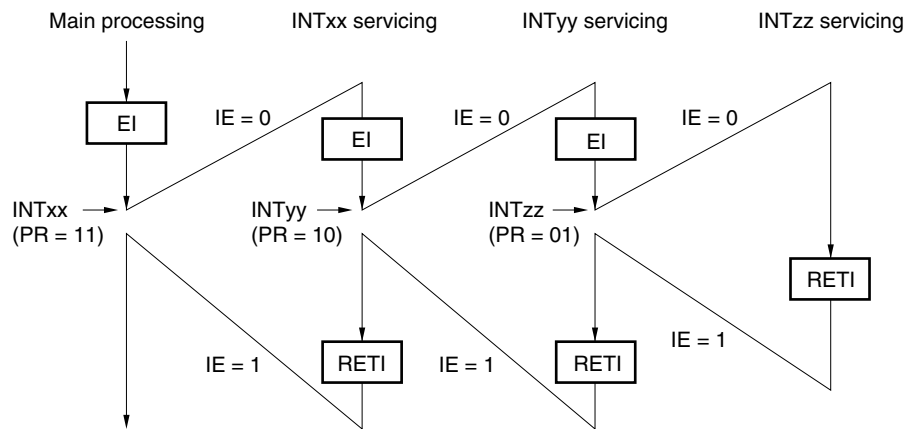 Main processing
INTxx servicing
INTyy servicing
INTzz servicing
EI
IE = 0
EI
IE = 0
EI
IE = 0
INTxx
(PR = 11)
INTyy
(PR = 10)
INTzz
(PR = 01)
RETI
IE = 1
RETI
IE = 1
RETI
IE = 1